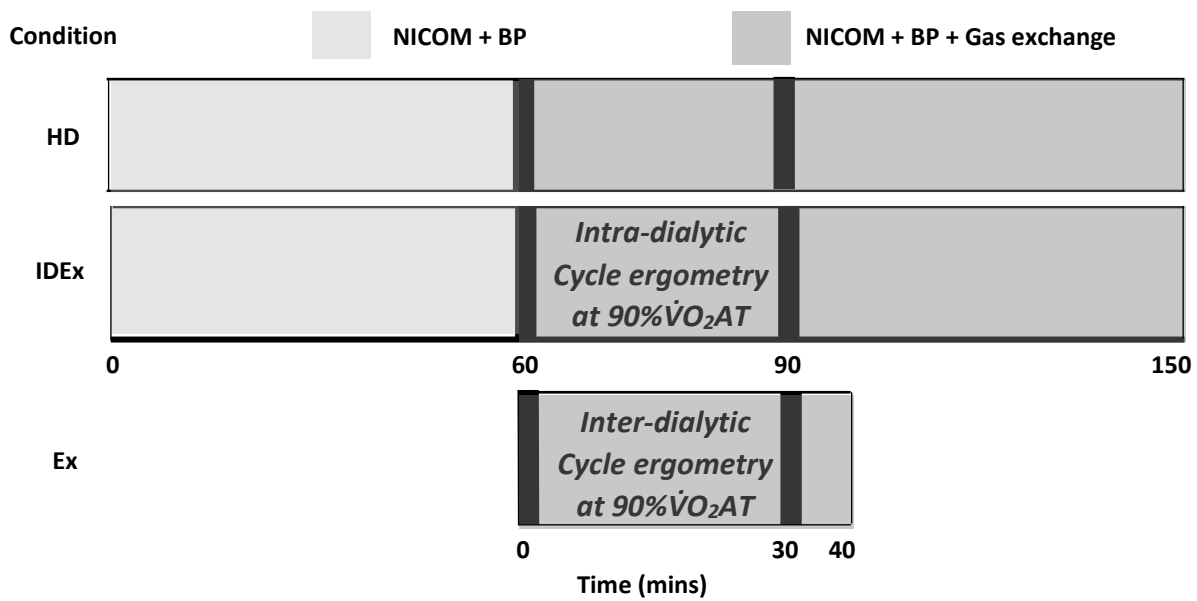 Condition
NICOM + BP
NICOM + BP + Gas exchange
HD
IDEx
Intra-dialytic
Cycle ergometry
at 90%V̇O₂AT
0
60
90
150
Ex
Inter-dialytic
Cycle ergometry
at 90%V̇O₂AT
0
30
40
Time (mins)